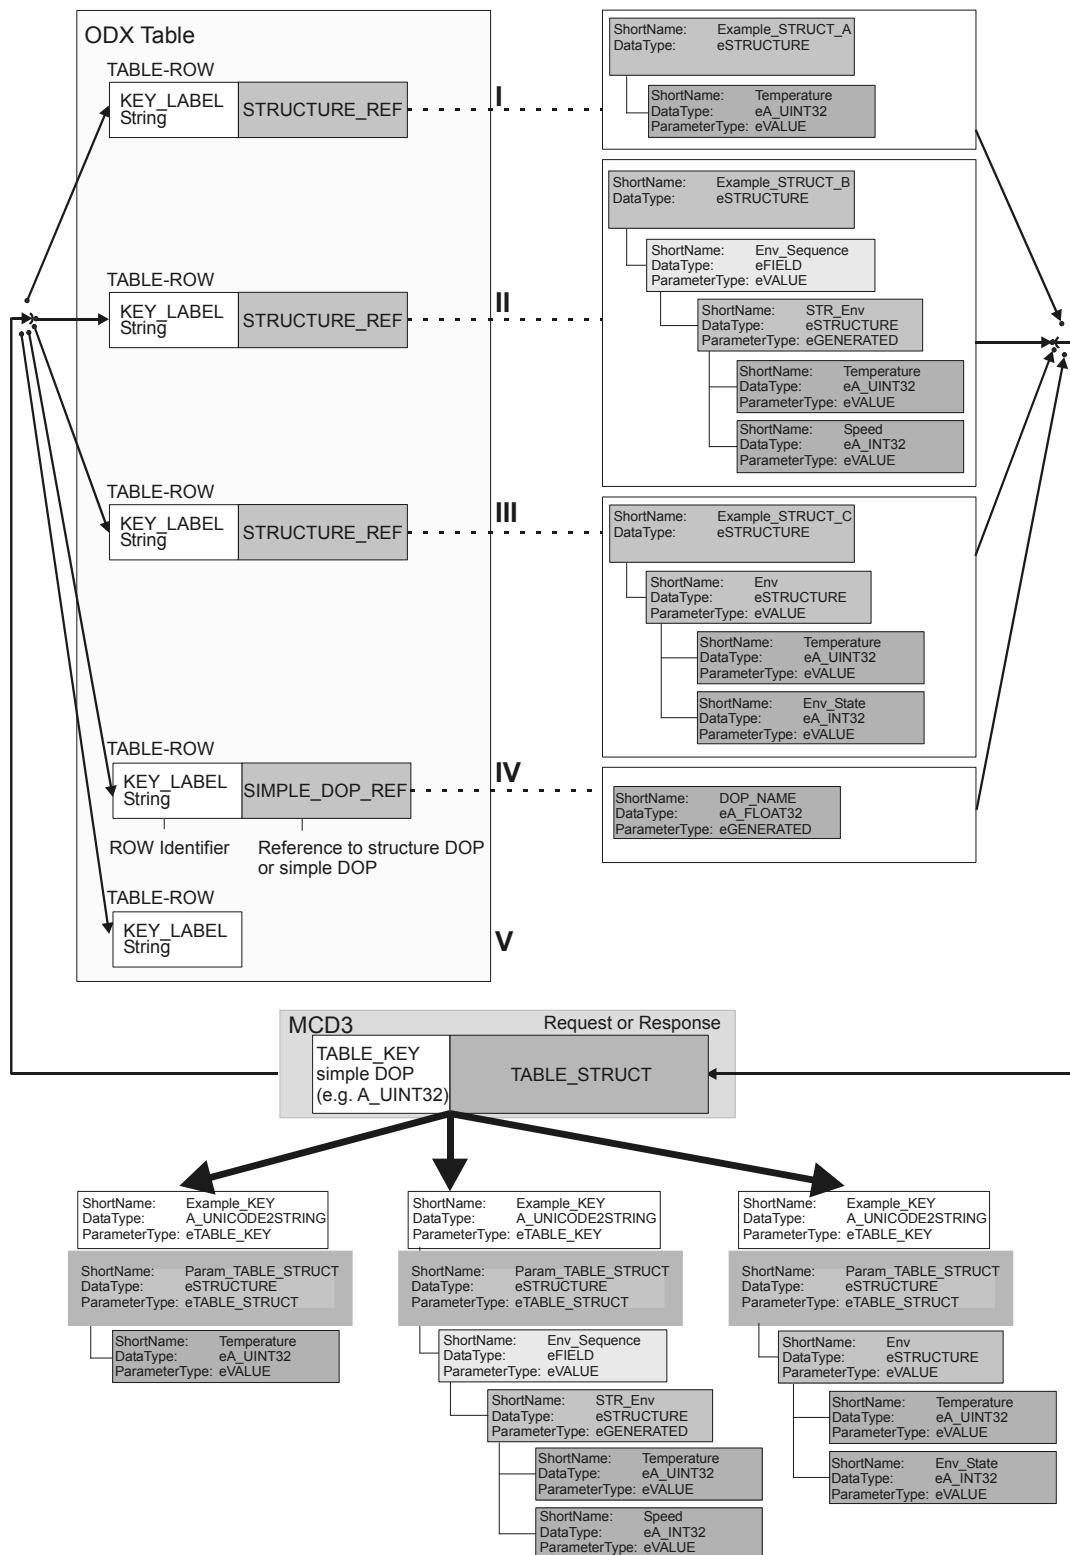 ODX Table
TABLE-ROW
KEY_LABEL
String
STRUCTURE_REF
I
ShortName: Example_STRUCT_A
DataType: eSTRUCTURE
ShortName: Temperature
DataType: eA_UINT32
ParameterType: eVALUE
TABLE-ROW
KEY_LABEL
String
STRUCTURE_REF
II
ShortName: Example_STRUCT_B
DataType: eSTRUCTURE
ShortName: Env_Sequence
DataType: eFIELD
ParameterType: eVALUE
ShortName: STR_Env
DataType: eSTRUCTURE
ParameterType: eGENERATED
ShortName: Temperature
DataType: eA_UINT32
ParameterType: eVALUE
ShortName: Speed
DataType: eA_INT32
ParameterType: eVALUE
TABLE-ROW
KEY_LABEL
String
STRUCTURE_REF
III
ShortName: Example_STRUCT_C
DataType: eSTRUCTURE
ShortName: Env
DataType: eSTRUCTURE
ParameterType: eVALUE
ShortName: Temperature
DataType: eA_UINT32
ParameterType: eVALUE
ShortName: Env_State
DataType: eA_INT32
ParameterType: eVALUE
TABLE-ROW
KEY_LABEL
String
SIMPLE_DOP_REF
IV
ShortName: DOP_NAME
DataType: eA_FLOAT32
ParameterType: eGENERATED
ROW Identifier
Reference to structure DOP
or simple DOP
TABLE-ROW
KEY_LABEL
String
V
MCD3
Request or Response
TABLE_KEY
simple DOP
(e.g. A_UINT32)
TABLE_STRUCT
ShortName: Example_KEY
DataType: A_UNICODE2STRING
ParameterType: eTABLE_KEY
ShortName: Param_TABLE_STRUCT
DataType: eSTRUCTURE
ParameterType: eTABLE_STRUCT
ShortName: Temperature
DataType: eA_UINT32
ParameterType: eVALUE
ShortName: Example_KEY
DataType: A_UNICODE2STRING
ParameterType: eTABLE_KEY
ShortName: Param_TABLE_STRUCT
DataType: eSTRUCTURE
ParameterType: eTABLE_STRUCT
ShortName: Env_Sequence
DataType: eFIELD
ParameterType: eVALUE
ShortName: STR_Env
DataType: eSTRUCTURE
ParameterType: eGENERATED
ShortName: Temperature
DataType: eA_UINT32
ParameterType: eVALUE
ShortName: Speed
DataType: eA_INT32
ParameterType: eVALUE
ShortName: Example_KEY
DataType: A_UNICODE2STRING
ParameterType: eTABLE_KEY
ShortName: Param_TABLE_STRUCT
DataType: eSTRUCTURE
ParameterType: eTABLE_STRUCT
ShortName: Env
DataType: eSTRUCTURE
ParameterType: eVALUE
ShortName: Temperature
DataType: eA_UINT32
ParameterType: eVALUE
ShortName: Env_State
DataType: eA_INT32
ParameterType: eVALUE